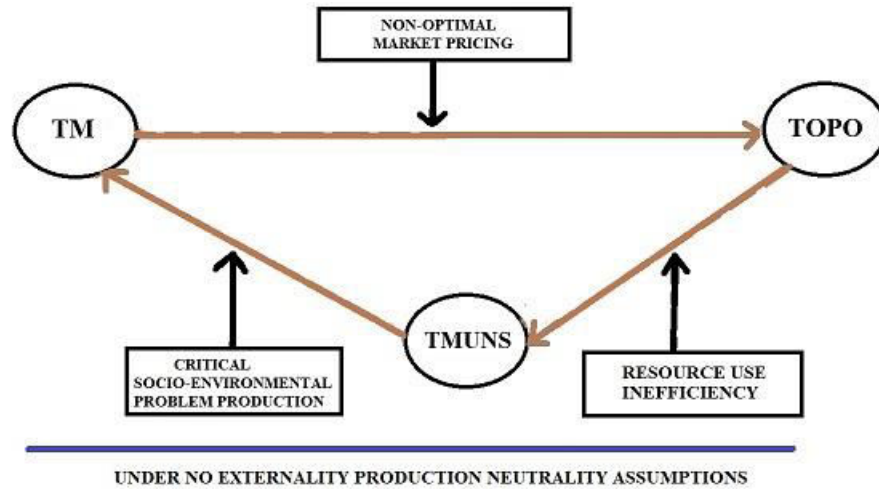 NON-OPTIMAL
MARKET PRICING
TM
TOPO
TMUNS
CRITICAL
SOCIO-ENVIRONMENTAL
PROBLEM PRODUCTION
RESOURCE USE
INEFFICIENCY
UNDER NO EXTERNALITY PRODUCTION NEUTRALITY ASSUMPTIONS